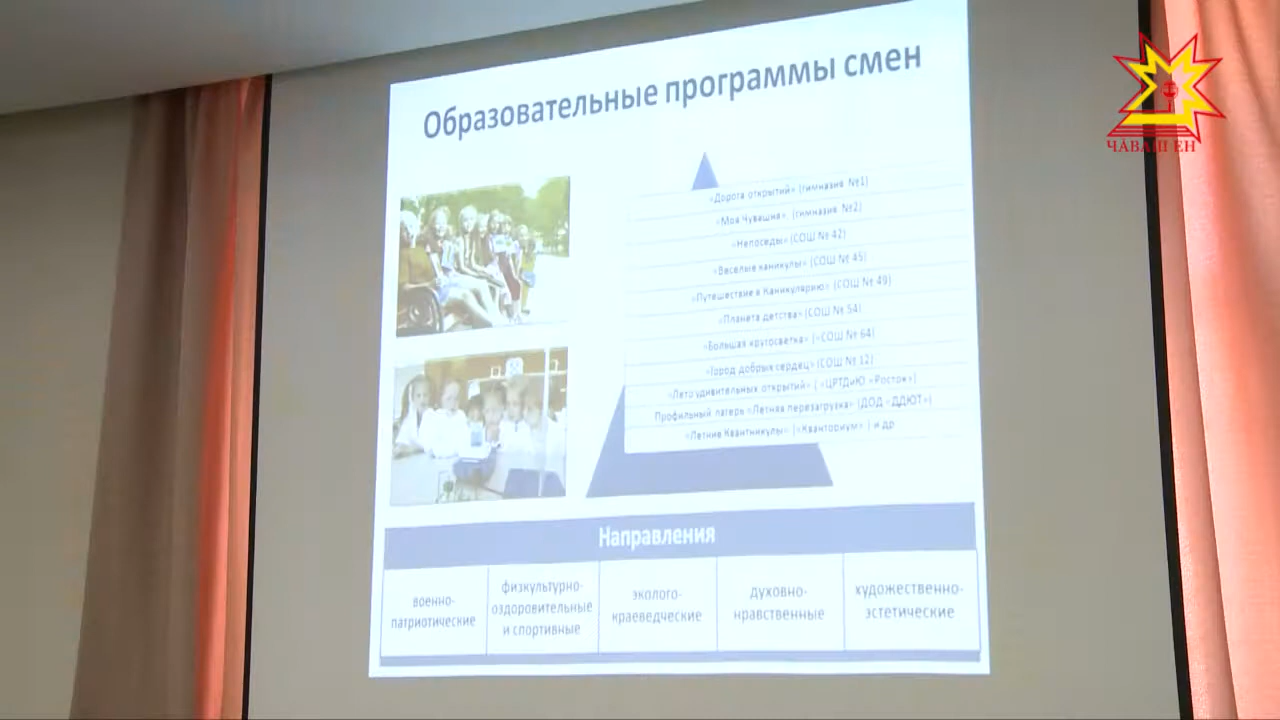 Образовательные программы смен
ЧӐВАШ ЕН
«Дорога открытий» (гимназия №1)
«Моя Чувашия» (гимназия №2)
«Непоседы» (СОШ № 42)
«Веселые каникулы» (СОШ № 45)
«Путешествие в Каникулярию» (СОШ № 49)
«Планета детства» (СОШ № 54)
«Большая кругосветка» («СОШ № 64)
«Город добрых сердец» (СОШ № 12)
«Лето удивительных открытий» ( «ЦРТДиЮ «Росток»)
Профильный лагерь «Летняя перезагрузка» (ДОД «ДДЮТ»)
«Летние Квантникулы» («Кванториум» ) и др
Направления
военно-
патриотические
физкультурно-
оздоровительные
и спортивные
эколого-
краеведческие
духовно-
нравственные
художественно-
эстетические